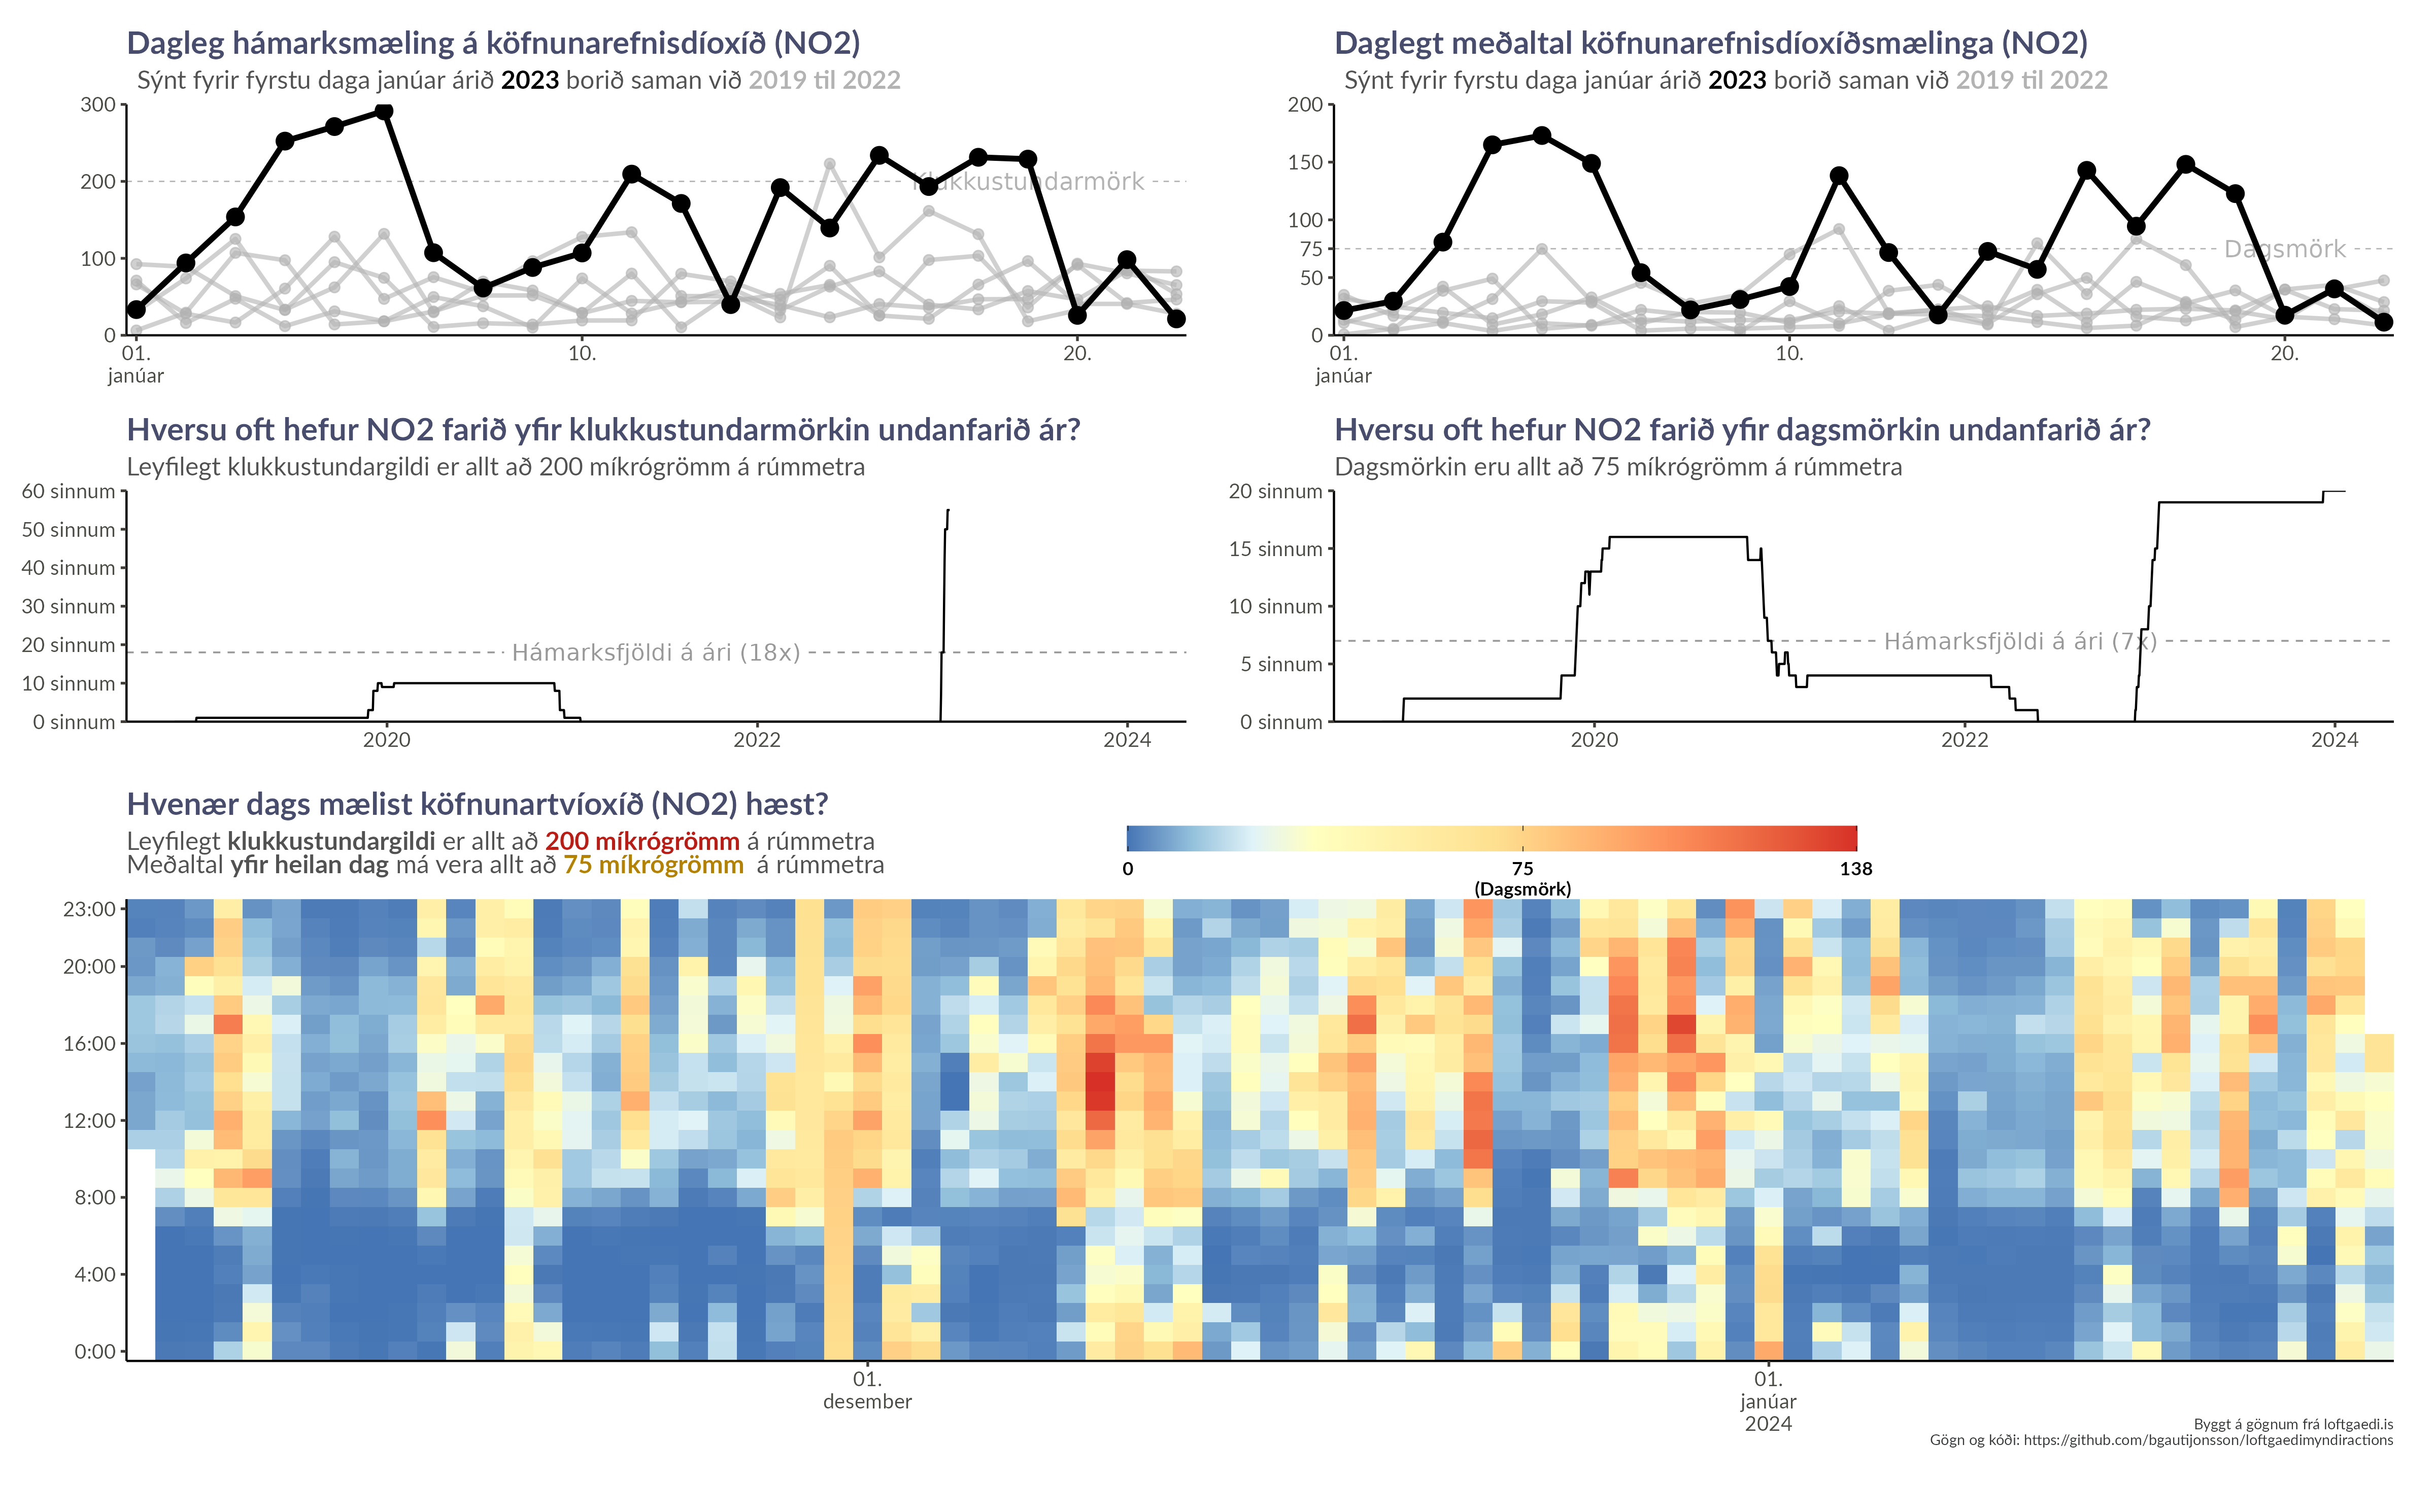 Dagleg hámarksmæling á köfnunarefnisdíoxíð (NO2)
Sýnt fyrir fyrstu daga janúar árið 2023 borið saman við 2019 til 2022
300
200
100
0
Klukkustundarmörk
01.
janúar
10.
20.
Daglegt meðaltal köfnunarefnisdíoxíðsmælinga (NO2)
Sýnt fyrir fyrstu daga janúar árið 2023 borið saman við 2019 til 2022
200
150
100
75
50
0
Dagsmörk
01.
janúar
10.
20.
Hversu oft hefur NO2 farið yfir klukkustundarmörkin undanfarið ár?
Leyfilegt klukkustundargildi er allt að 200 míkrógrömm á rúmmetra
60 sinnum
50 sinnum
40 sinnum
30 sinnum
20 sinnum
10 sinnum
0 sinnum
Hámarksfjöldi á ári (18x)
2020
2022
2024
Hversu oft hefur NO2 farið yfir dagsmörkin undanfarið ár?
Dagsmörkin eru allt að 75 míkrógrömm á rúmmetra
20 sinnum
15 sinnum
10 sinnum
5 sinnum
0 sinnum
Hámarksfjöldi á ári (7x)
2020
2022
2024
Hvenær dags mælist köfnunartvíoxíð (NO2) hæst?
Leyfilegt klukkustundargildi er allt að 200 míkrógrömm á rúmmetra
Meðaltal yfir heilan dag má vera allt að 75 míkrógrömm á rúmmetra
0
75
(Dagsmörk)
138
23:00
20:00
16:00
12:00
8:00
4:00
0:00
01.
desember
01.
janúar
2024
Byggt á gögnum frá loftgaedi.is
Gögn og kóði: https://github.com/bgautijonsson/loftgaedimyndiractions